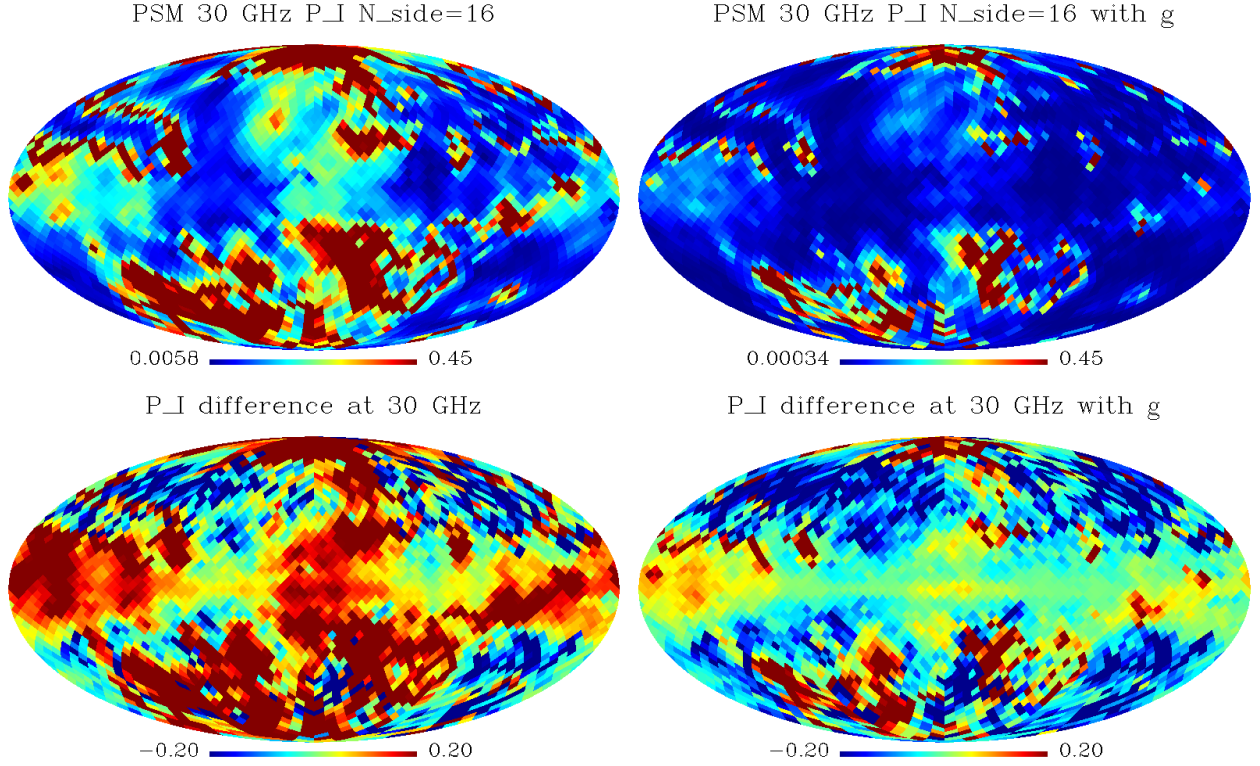 PSM 30 GHz P_I N_side=16
PSM 30 GHz P_I N_side=16 with g
0.0058 0.45
0.00034 0.45
P_I difference at 30 GHz
P_I difference at 30 GHz with g
−0.20 0.20
−0.20 0.20